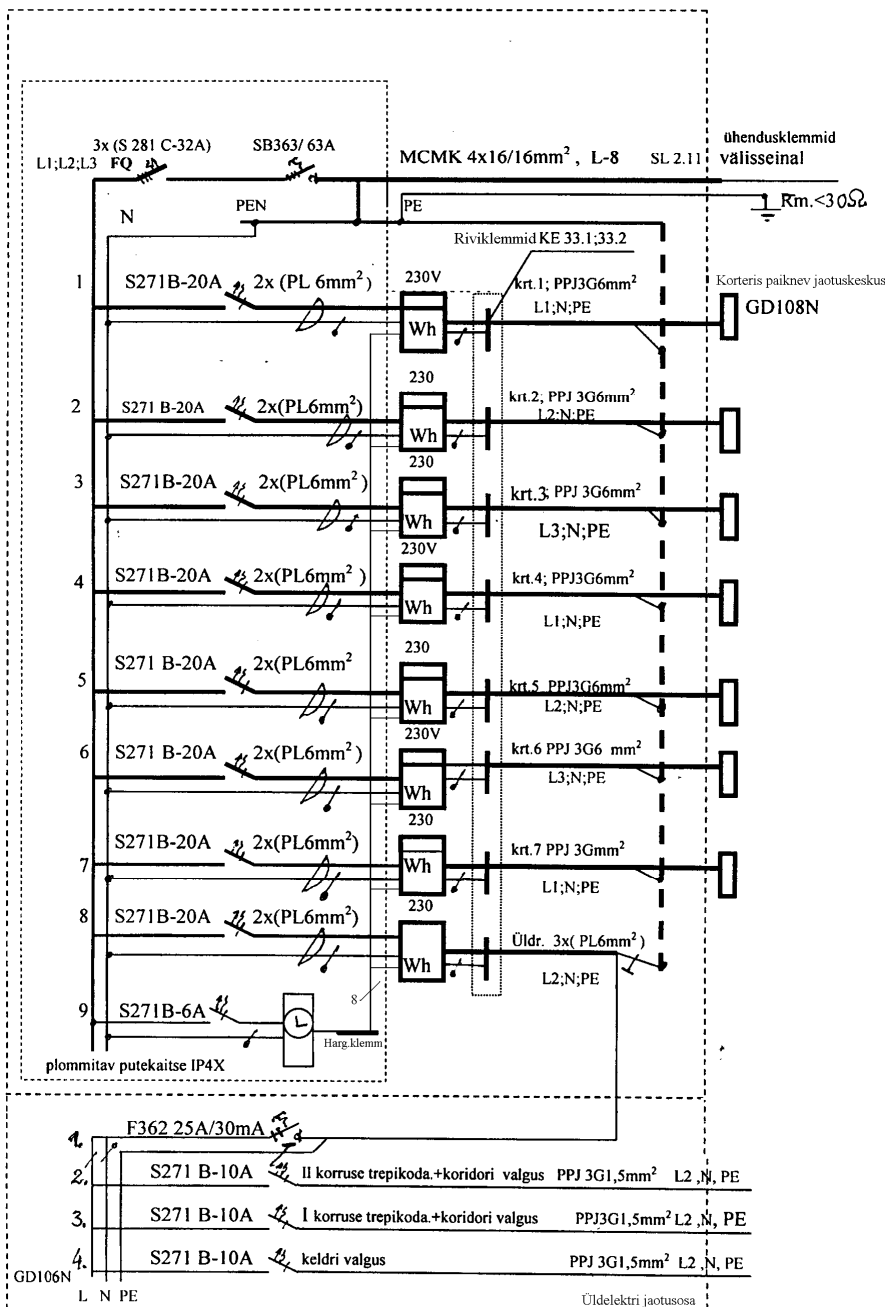 3x (S 281 C-32A) SB363/ 63A
L1;L2;L3 FQ
MCMK 4x16/16mm², L-8 SL 2.11
ühendusklemmid
välisseinal
Rm.<30Ω
N PEN PE
Riviklemmid KE 33.1;33.2
1 S271B-20A 2x (PL 6mm²) 230V Wh krt.1; PPJ3G6mm²
L1;N;PE
Korteris paiknev jaotuskeskus
GD108N
2 S271 B-20A 2x(PL6mm²) 230 Wh krt.2; PPJ 3G6mm²
L2;N;PE
3 S271B-20A 2x(PL6mm²) 230 Wh krt.3; PPJ 3G6mm²
L3;N;PE
4 S271B-20A 2x(PL6mm²) 230V Wh krt.4; PPJ3G6mm²
L1;N;PE
5 S271 B-20A 2x(PL6mm² 230 Wh krt.5 PPJ3G6mm²
L2;N;PE
6 S271 B-20A 2x(PL6mm²) 230V Wh krt.6 PPJ 3G6 mm²
L3;N;PE
7 S271B-20A 2x(PL6mm²) 230 Wh krt.7 PPJ 3Gmm²
L1;N;PE
8 S271B-20A 2x(PL6mm²) 230 Wh Üldr. 3x( PL6mm²)
L2;N;PE
8
9 S271B-6A
Harg.klemm
plommitav putekaitse IP4X
1. F362 25A/30mA
2. S271 B-10A II korruse trepikoda.+koridori valgus PPJ 3G1,5mm² L2 ,N, PE
3. S271 B-10A I korruse trepikoda.+koridori valgus PPJ3G1,5mm² L2 ,N, PE
4. S271 B-10A keldri valgus PPJ 3G1,5mm² L2 ,N, PE
GD106N
L N PE
Üldelektri jaotusosa